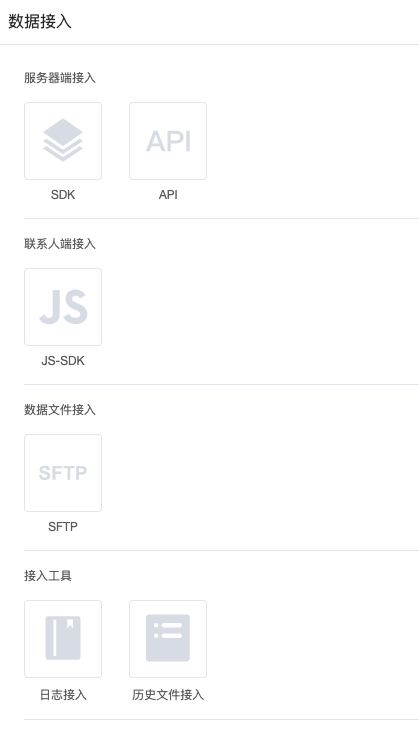 数据接入
服务器端接入
API
SDK
API
联系人端接入
JS
JS-SDK
数据文件接入
SFTP
SFTP
接入工具
日志接入
历史文件接入